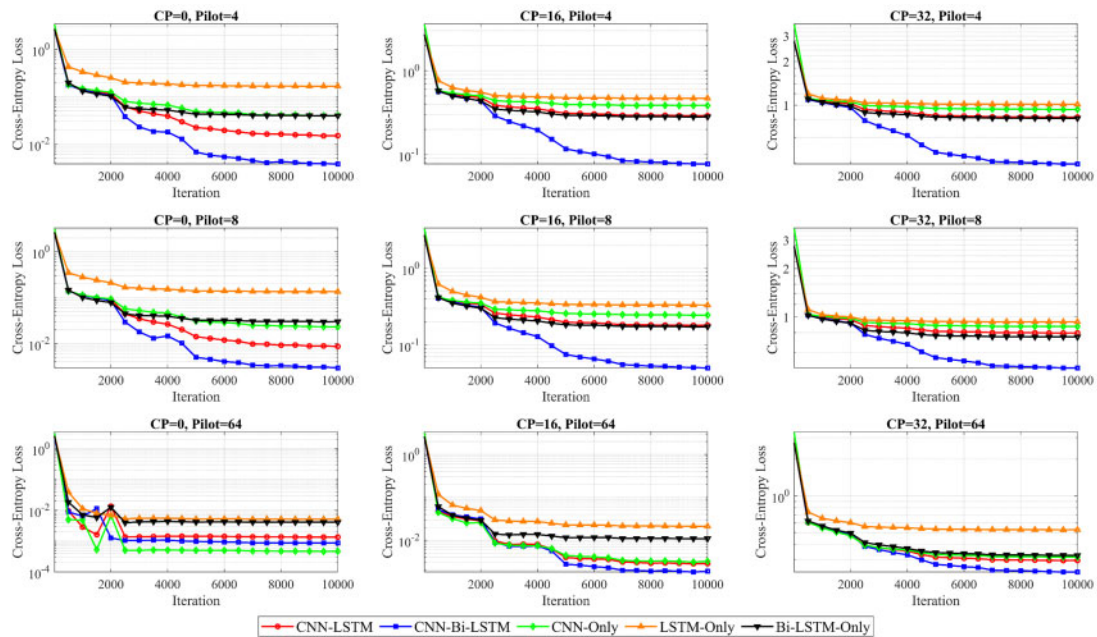 CP=0, Pilot=4
Cross-Entropy Loss
10^0
10^-2
2000 4000 6000 8000 10000
Iteration
CP=16, Pilot=4
Cross-Entropy Loss
10^0
10^-1
2000 4000 6000 8000 10000
Iteration
CP=32, Pilot=4
Cross-Entropy Loss
3
2
1
2000 4000 6000 8000 10000
Iteration
CP=0, Pilot=8
Cross-Entropy Loss
10^0
10^-2
2000 4000 6000 8000 10000
Iteration
CP=16, Pilot=8
Cross-Entropy Loss
10^0
10^-1
2000 4000 6000 8000 10000
Iteration
CP=32, Pilot=8
Cross-Entropy Loss
3
2
1
2000 4000 6000 8000 10000
Iteration
CP=0, Pilot=64
Cross-Entropy Loss
10^0
10^-2
10^-4
2000 4000 6000 8000 10000
Iteration
CP=16, Pilot=64
Cross-Entropy Loss
10^0
10^-2
2000 4000 6000 8000 10000
Iteration
CP=32, Pilot=64
Cross-Entropy Loss
10^0
2000 4000 6000 8000 10000
Iteration
CNN-LSTM CNN-Bi-LSTM CNN-Only LSTM-Only Bi-LSTM-Only